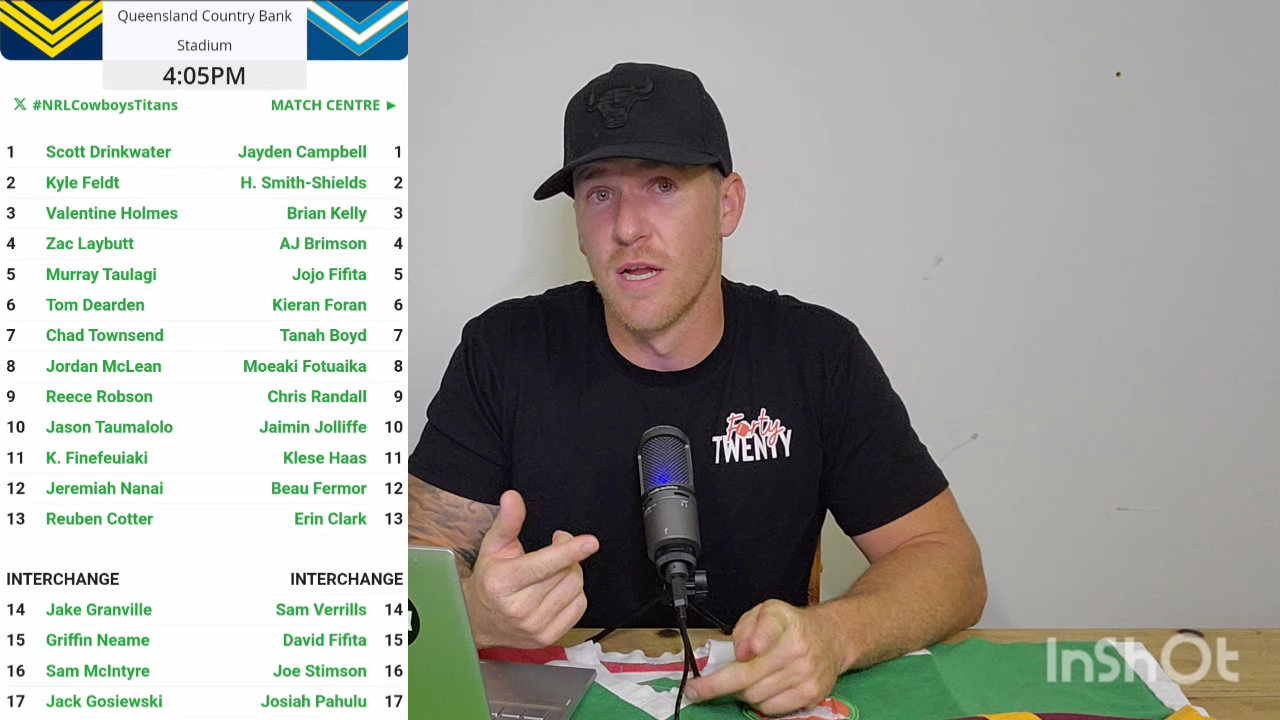 Queensland Country Bank
Stadium
4:05PM
#NRLCowboysTitans MATCH CENTRE ►
1 Scott Drinkwater Jayden Campbell 1
2 Kyle Feldt H. Smith-Shields 2
3 Valentine Holmes Brian Kelly 3
4 Zac Laybutt AJ Brimson 4
5 Murray Taulagi Jojo Fifita 5
6 Tom Dearden Kieran Foran 6
7 Chad Townsend Tanah Boyd 7
8 Jordan McLean Moeaki Fotuaika 8
9 Reece Robson Chris Randall 9
10 Jason Taumalolo Jaimin Jolliffe 10
11 K. Finefeuiaki Klese Haas 11
12 Jeremiah Nanai Beau Fermor 12
13 Reuben Cotter Erin Clark 13
INTERCHANGE INTERCHANGE
14 Jake Granville Sam Verrills 14
15 Griffin Neame David Fifita 15
16 Sam McIntyre Joe Stimson 16
17 Jack Gosiewski Josiah Pahulu 17
Forty
TWENTY
InShOt